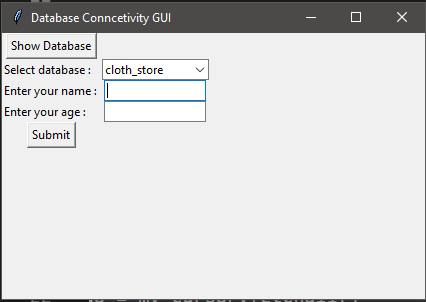 Database Conncetivity GUI
Show Database
Select database : cloth_store
Enter your name :
Enter your age :
Submit